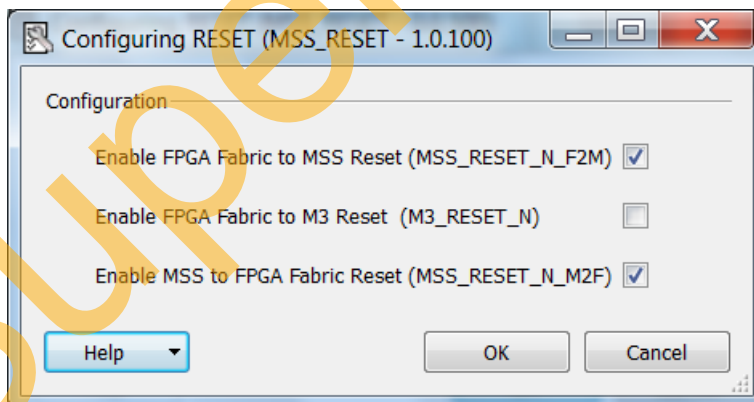 Configuring RESET (MSS_RESET - 1.0.100)
Configuration
Enable FPGA Fabric to MSS Reset (MSS_RESET_N_F2M)
Enable FPGA Fabric to M3 Reset (M3_RESET_N)
Enable MSS to FPGA Fabric Reset (MSS_RESET_N_M2F)
Help OK Cancel